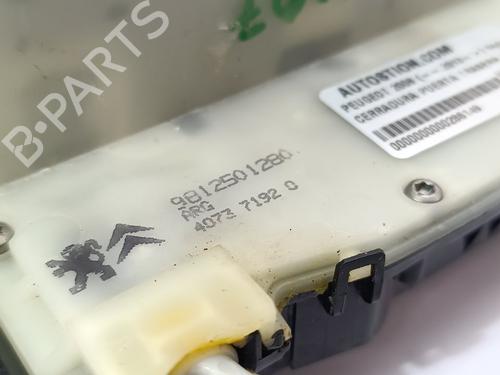 B-PARTS
AUTOSTION.COM
PEUGEOT
CERRADURA PUERTA
9812501280
ARG
4073 7192 0